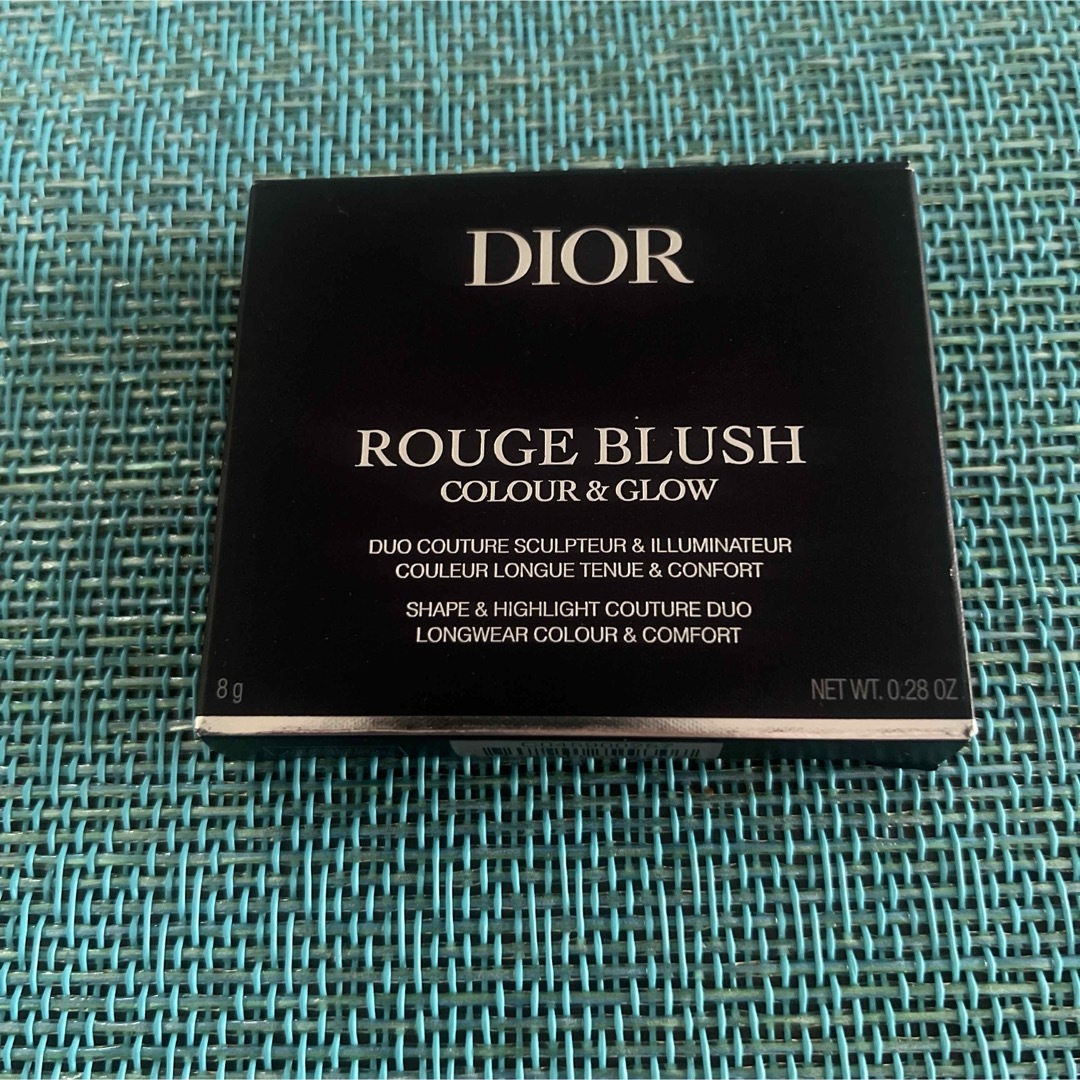 DIOR
ROUGE BLUSH
COLOUR & GLOW
DUO COUTURE SCULPTEUR & ILLUMINATEUR
COULEUR LONGUE TENUE & CONFORT
SHAPE & HIGHLIGHT COUTURE DUO
LONGWEAR COLOUR & COMFORT
8 g
NET WT. 0.28 OZ